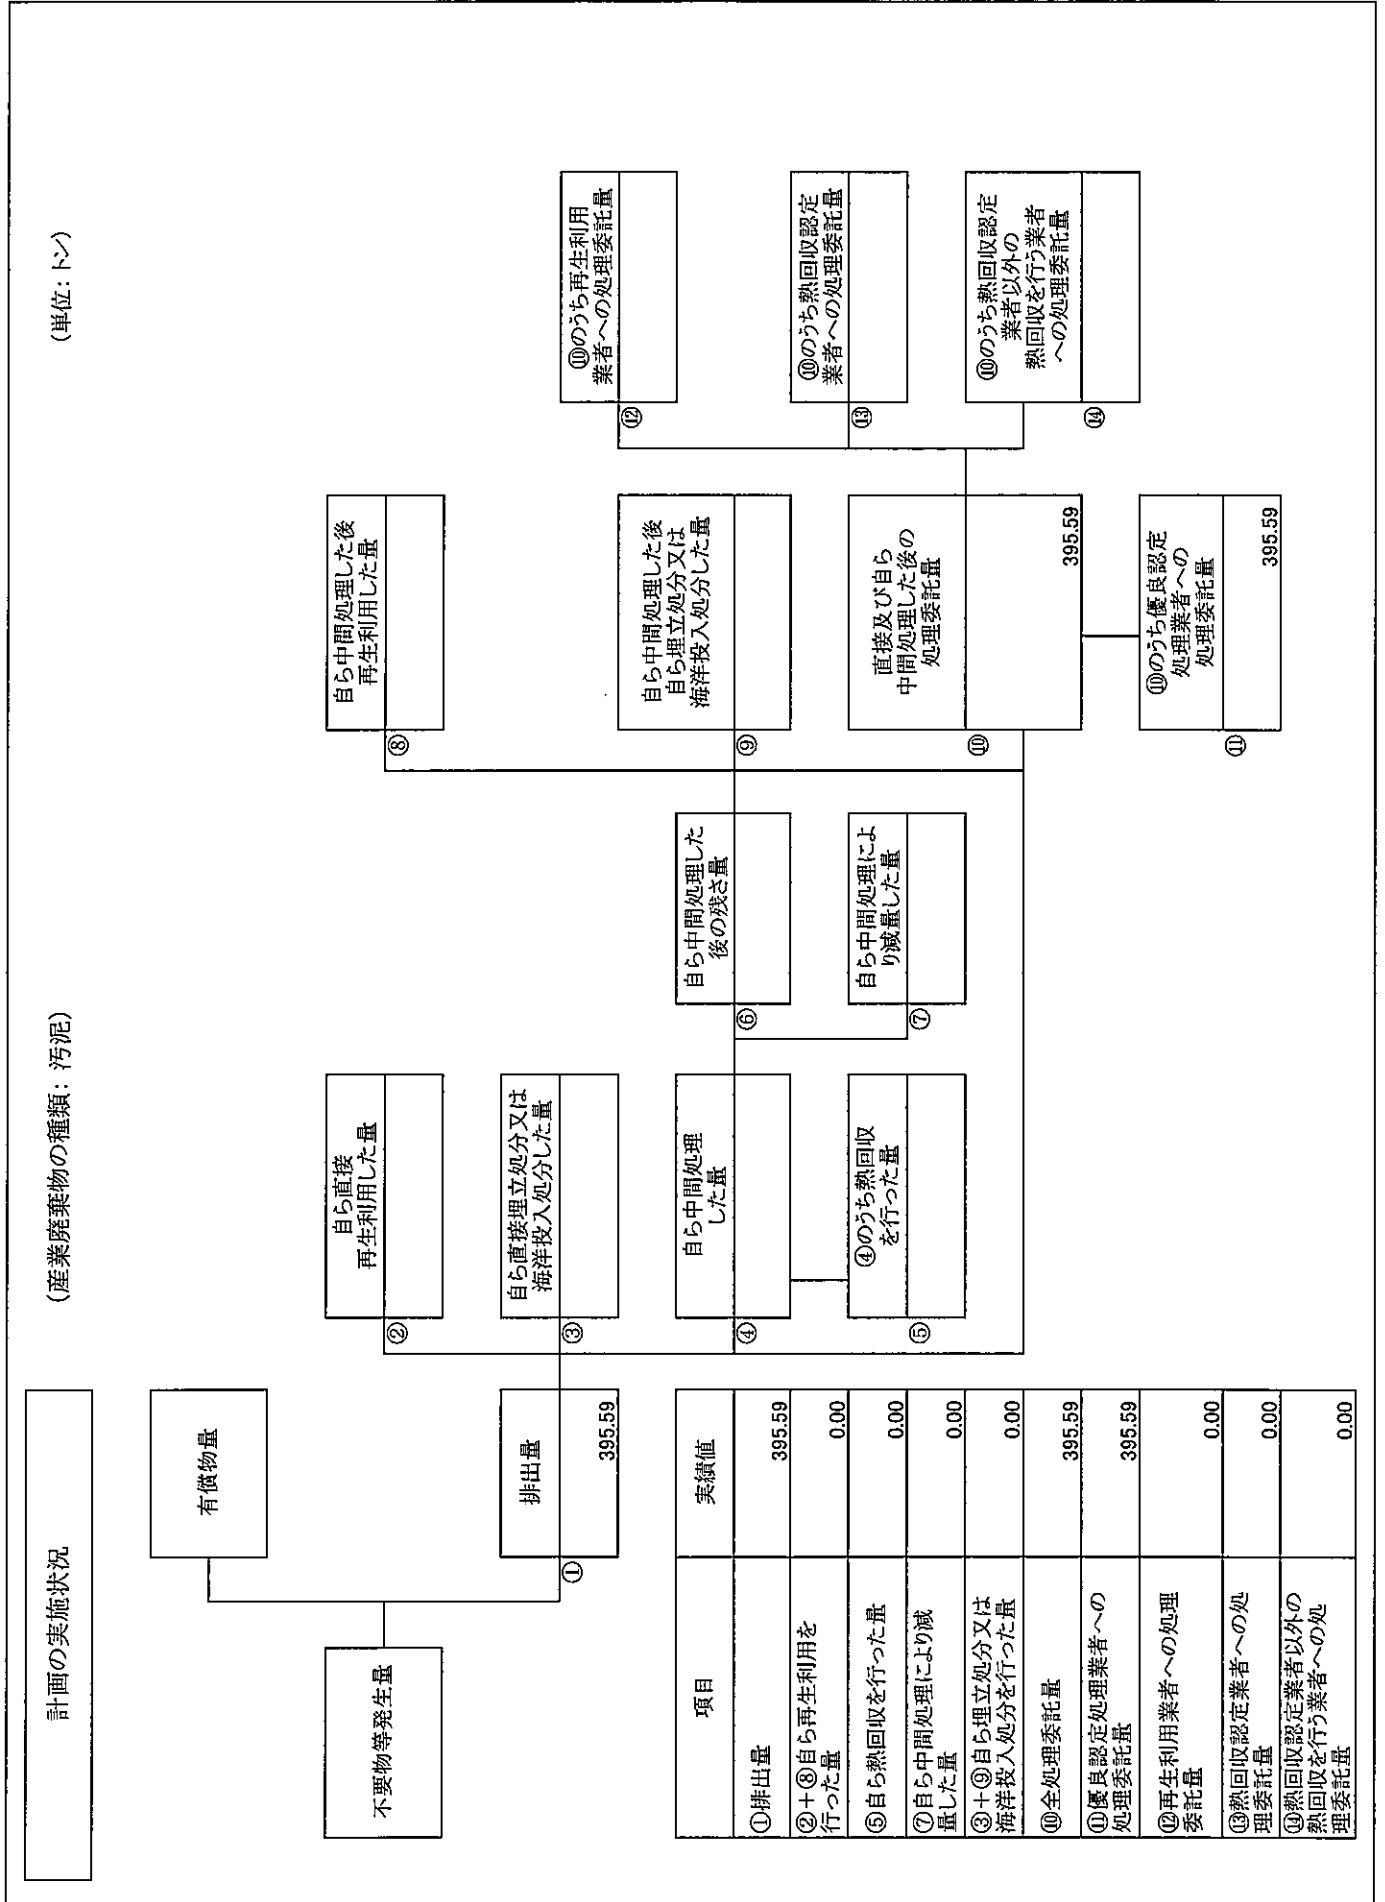 計画の実施状況
(産業廃棄物の種類: 汚泥)
(単位: トン)
不要物等発生量
有償物量
①
排出量
395.59
②
自ら直接
再生利用した量
③
自ら直接埋立処分又は
海洋投入処分した量
④
自ら中間処理
した量
⑤
④のうち熱回収
を行った量
⑥
自ら中間処理した
後の残さ量
⑦
自ら中間処理によ
り減量した量
⑧
自ら中間処理した後
再生利用した量
⑨
自ら中間処理した後
自ら埋立処分又は
海洋投入処分した量
⑩
直接及び自ら
中間処理した後の
処理委託量
395.59
⑪
⑩のうち優良認定
処理業者への
処理委託量
395.59
⑫
⑩のうち再生利用
業者への処理委託量
⑬
⑩のうち熱回収認定
業者への処理委託量
⑭
⑩のうち熱回収認定
業者以外の
熱回収を行う業者
への処理委託量
項目 実績値
①排出量 395.59
②+⑧自ら再生利用を
行った量 0.00
⑤自ら熱回収を行った量 0.00
⑦自ら中間処理により減
量した量 0.00
③+⑨自ら埋立処分又は
海洋投入処分を行った量 0.00
⑩全処理委託量 395.59
⑪優良認定処理業者への
処理委託量 395.59
⑫再生利用業者への処理
委託量 0.00
⑬熱回収認定業者への処
理委託量 0.00
⑭熱回収認定業者以外の
熱回収を行う業者への処
理委託量 0.00